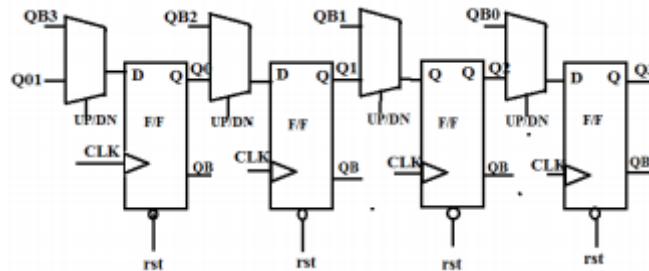 QB3 QB2 QB1 QB0
Q01 D Q Q0 D Q Q1 Q Q Q2 D Q
UP/DN F/F UP/DN F/F UP/DN F/F UP/DN F/F
CLK QB CLK QB CLK QB CLK QB
rst rst rst rst